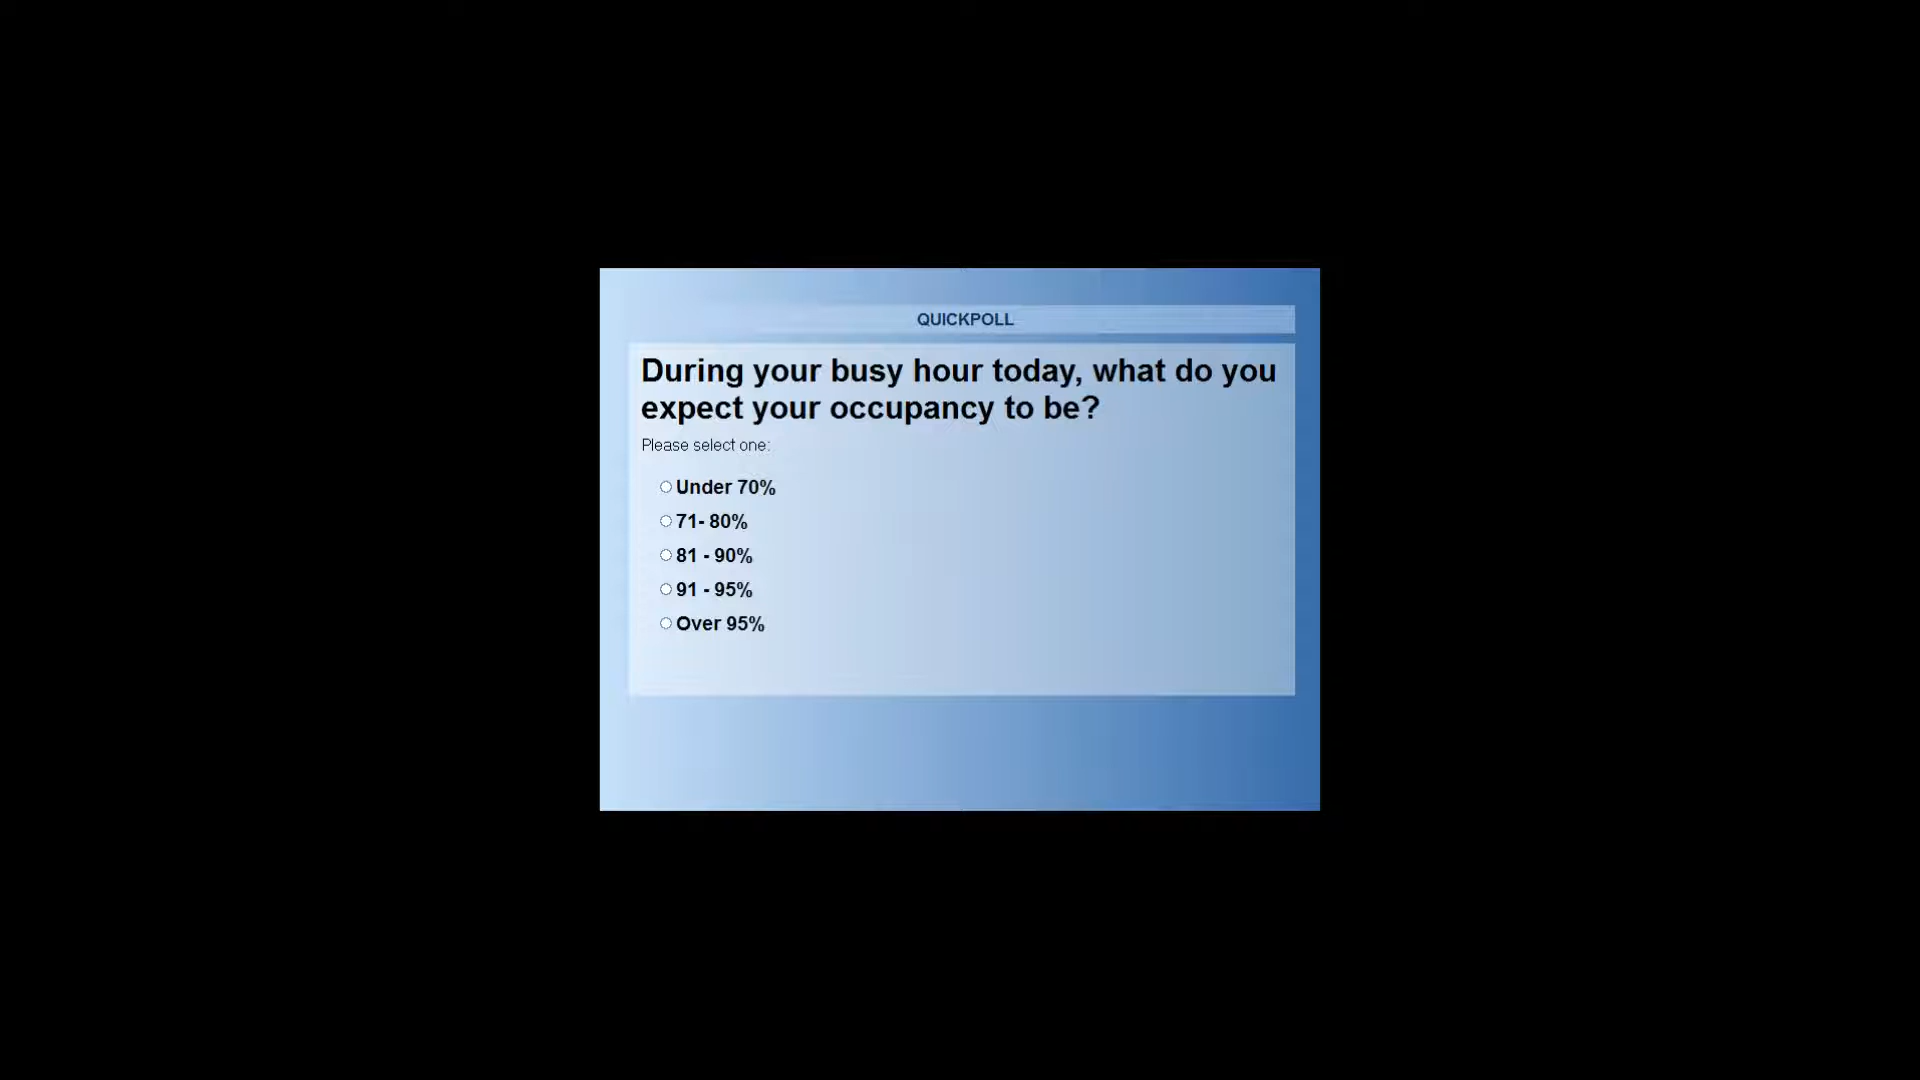 QUICKPOLL
During your busy hour today, what do you
expect your occupancy to be?
Please select one:
Under 70%
71- 80%
81 - 90%
91 - 95%
Over 95%